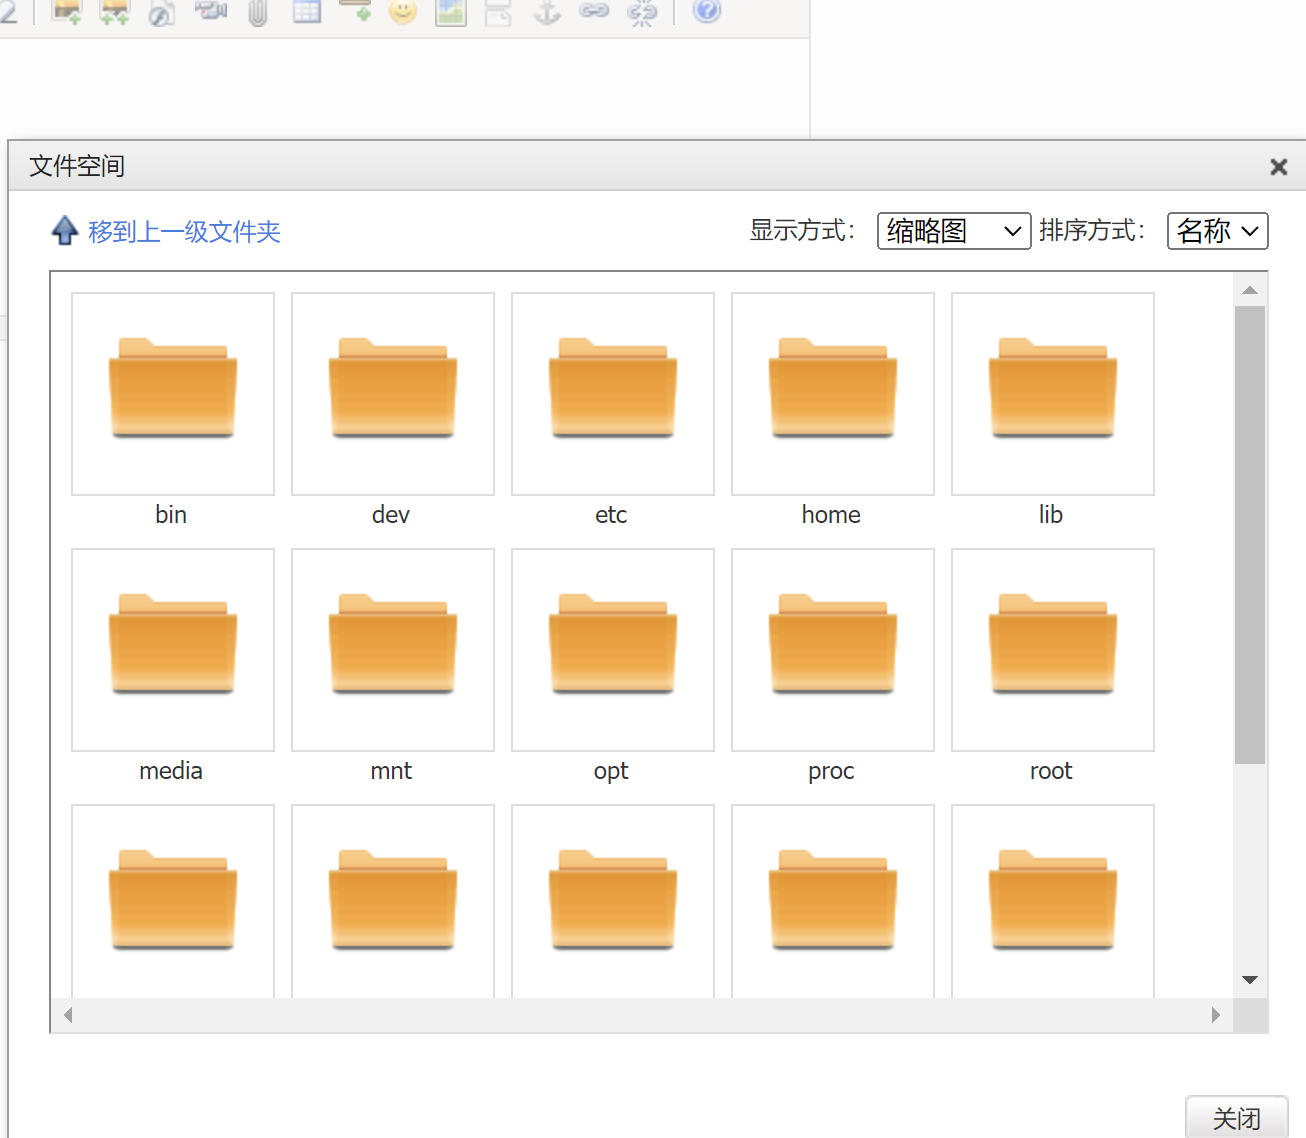 文件空间
移到上一级文件夹 显示方式： 缩略图 排序方式： 名称
bin dev etc home lib
media mnt opt proc root
关闭